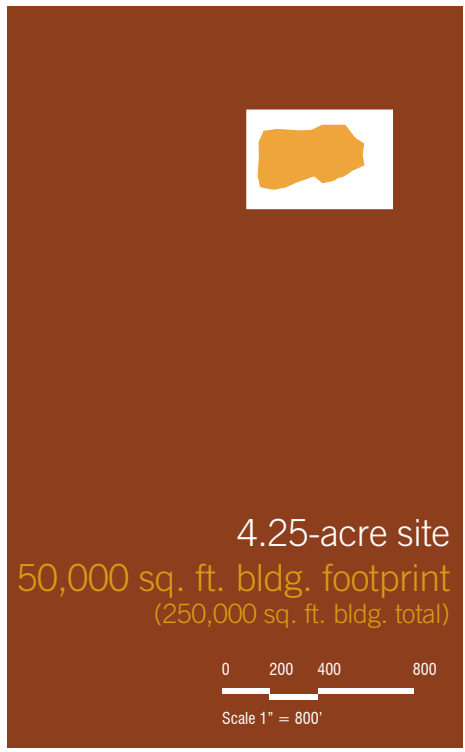 4.25-acre site
50,000 sq. ft. bldg. footprint
(250,000 sq. ft. bldg. total)
0 200 400 800
Scale 1” = 800’